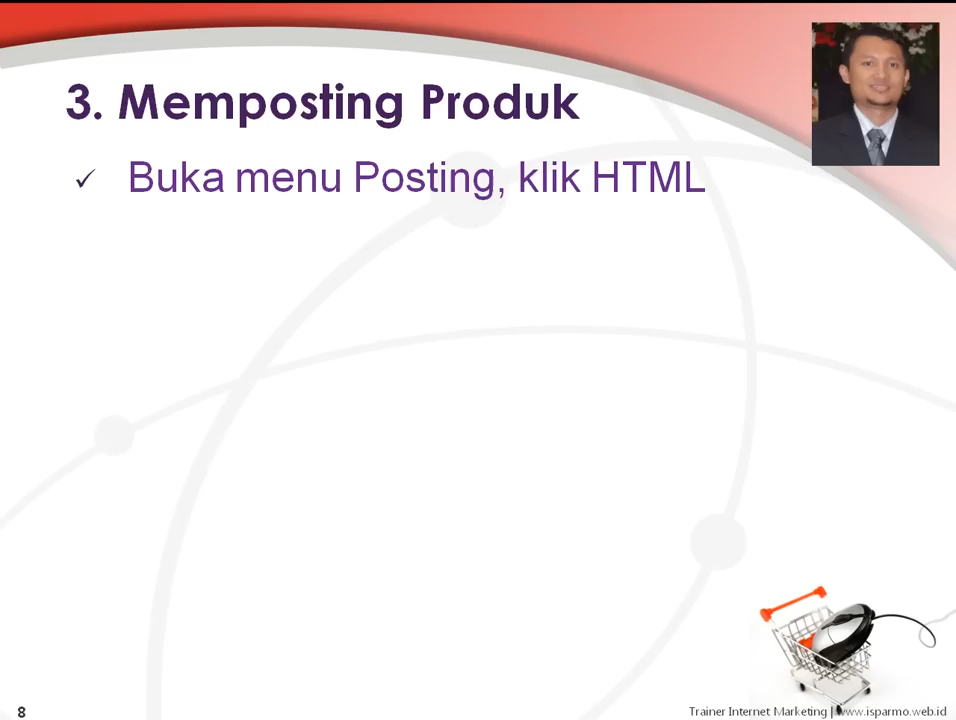 3. Memposting Produk
✓ Buka menu Posting, klik HTML
8
Trainer Internet Marketing | www.isparmo.web.id